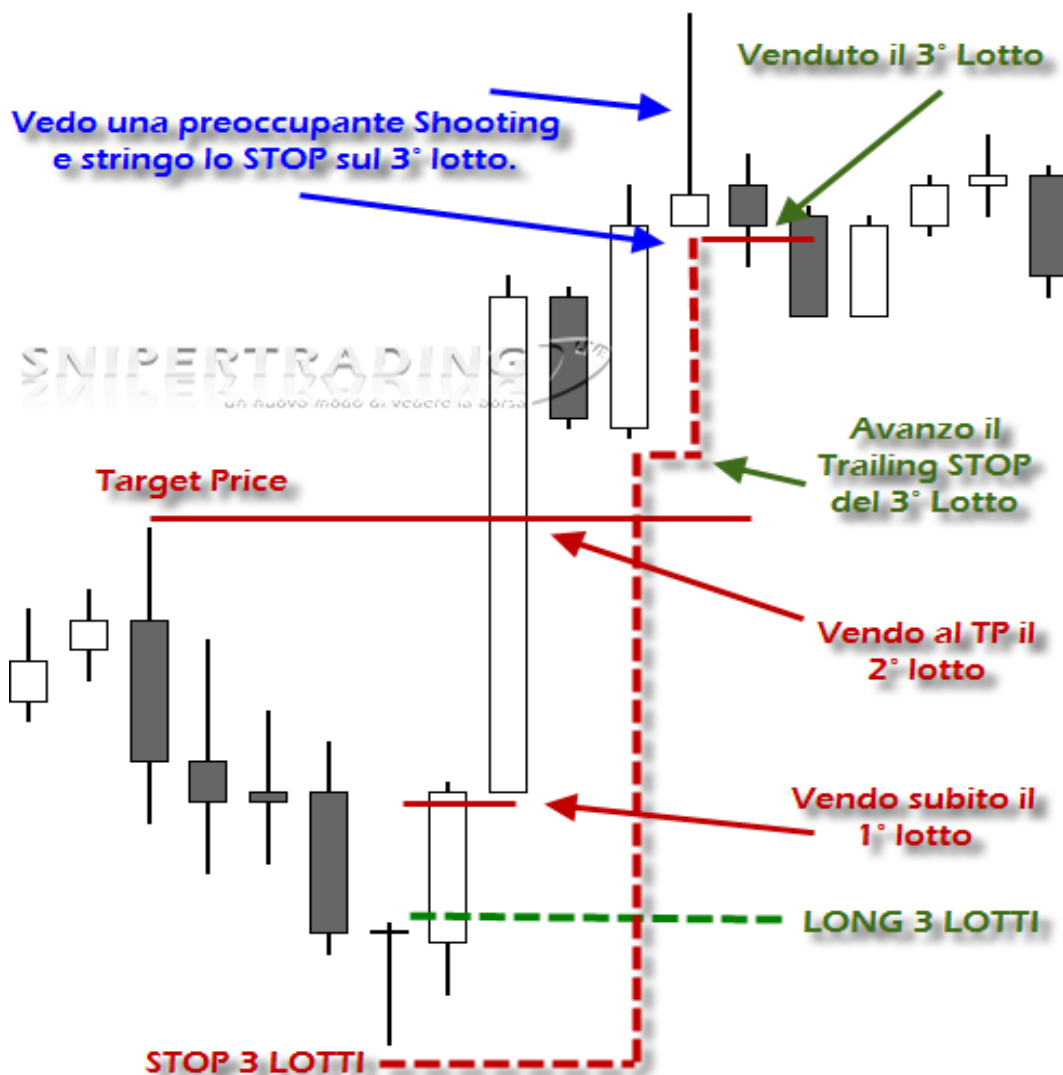 Venduto il 3° Lotto
Vedo una preoccupante Shooting
e stringo lo STOP sul 3° lotto.
SNIPERTRADING
un nuovo modo di vedere la borsa
Avanzo il
Trailing STOP
del 3° Lotto
Target Price
Vendo al TP il
2° lotto
Vendo subito il
1° lotto
LONG 3 LOTTI
STOP 3 LOTTI